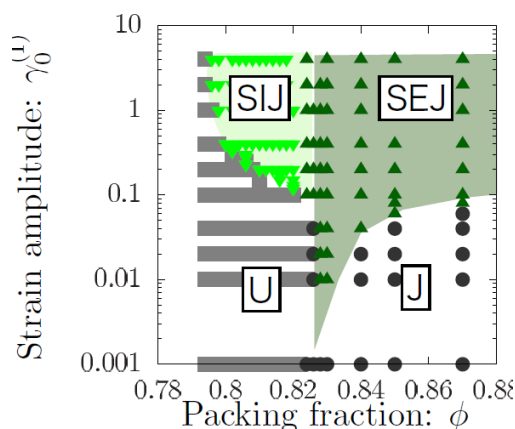 10
1
0.1
0.01
0.001
Strain amplitude: γ₀⁽¹⁾
SIJ
SEJ
U
J
0.78 0.8 0.82 0.84 0.86 0.88
Packing fraction: ϕ